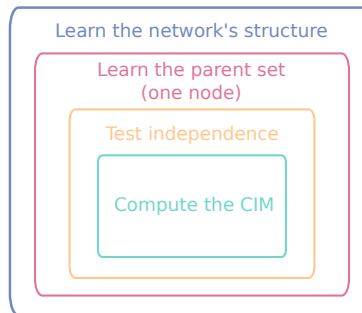 Learn the network's structure
Learn the parent set
(one node)
Test independence
Compute the CIM